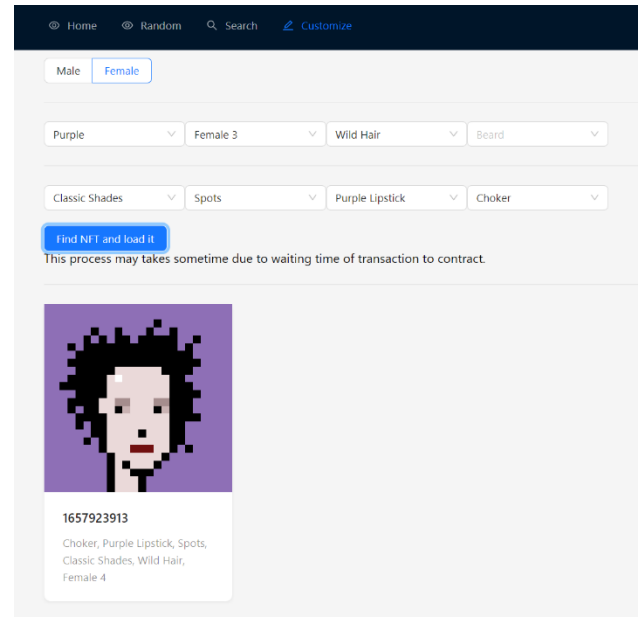 Home Random Search Customize
Male Female
Purple Female 3 Wild Hair Beard
Classic Shades Spots Purple Lipstick Choker
Find NFT and load it
This process may takes sometime due to waiting time of transaction to contract.
1657923913
Choker, Purple Lipstick, Spots,
Classic Shades, Wild Hair,
Female 4